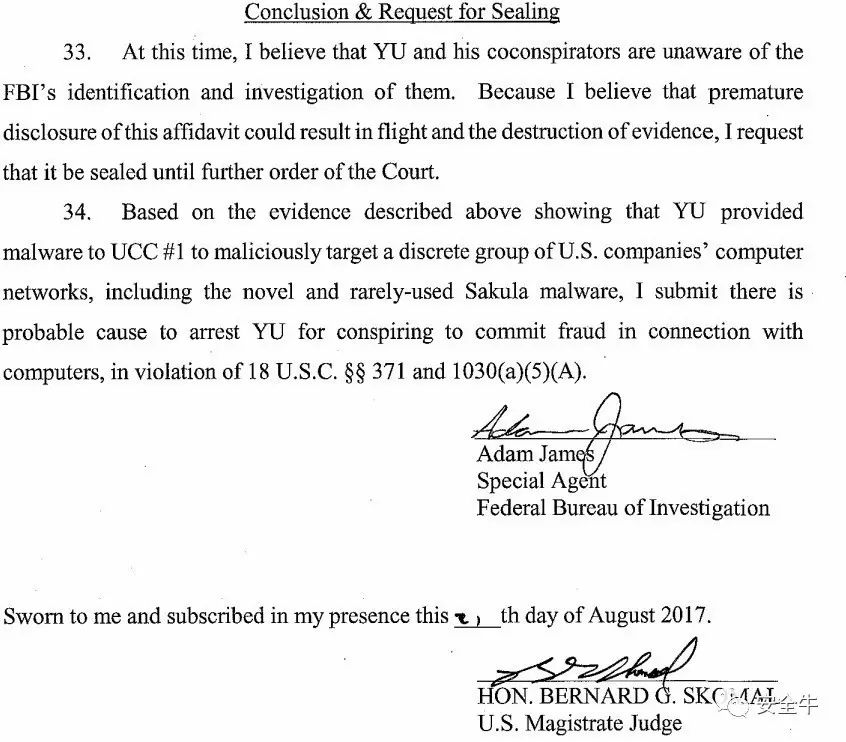 Conclusion & Request for Sealing
33. At this time, I believe that YU and his coconspirators are unaware of the
FBI's identification and investigation of them. Because I believe that premature
disclosure of this affidavit could result in flight and the destruction of evidence, I request
that it be sealed until further order of the Court.
34. Based on the evidence described above showing that YU provided
malware to UCC #1 to maliciously target a discrete group of U.S. companies' computer
networks, including the novel and rarely-used Sakula malware, I submit there is
probable cause to arrest YU for conspiring to commit fraud in connection with
computers, in violation of 18 U.S.C. §§ 371 and 1030(a)(5)(A).
Adam James
Adam James
Special Agent
Federal Bureau of Investigation
Sworn to me and subscribed in my presence this 21 th day of August 2017.
HON. BERNARD G. SKOMAL
安全牛
U.S. Magistrate Judge